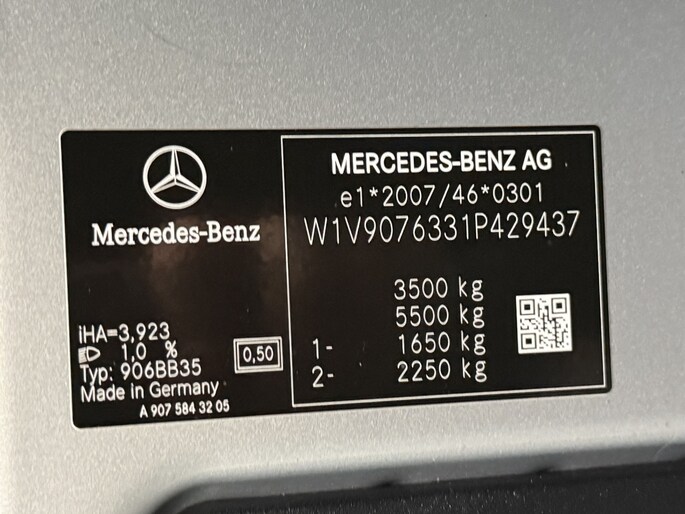 Mercedes-Benz
iHA=3,923
1,0 %
Typ: 906BB35
Made in Germany
A 907 584 32 05
0,50
MERCEDES-BENZ AG
e1*2007/46*0301
W1V9076331P429437
3500 kg
5500 kg
1- 1650 kg
2- 2250 kg